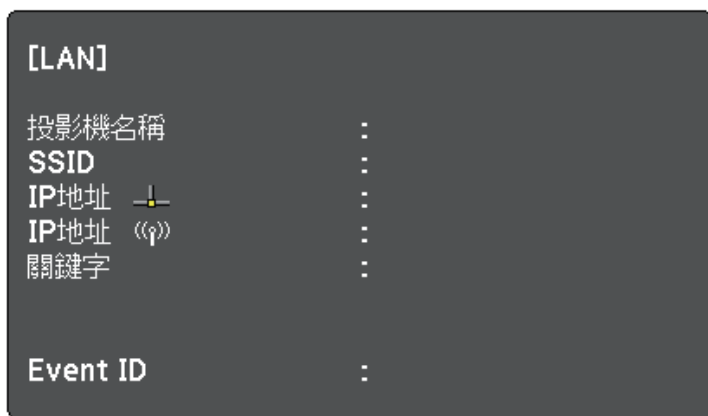 [LAN]
投影機名稱 :
SSID :
IP地址 :
IP地址 :
關鍵字 :
Event ID :